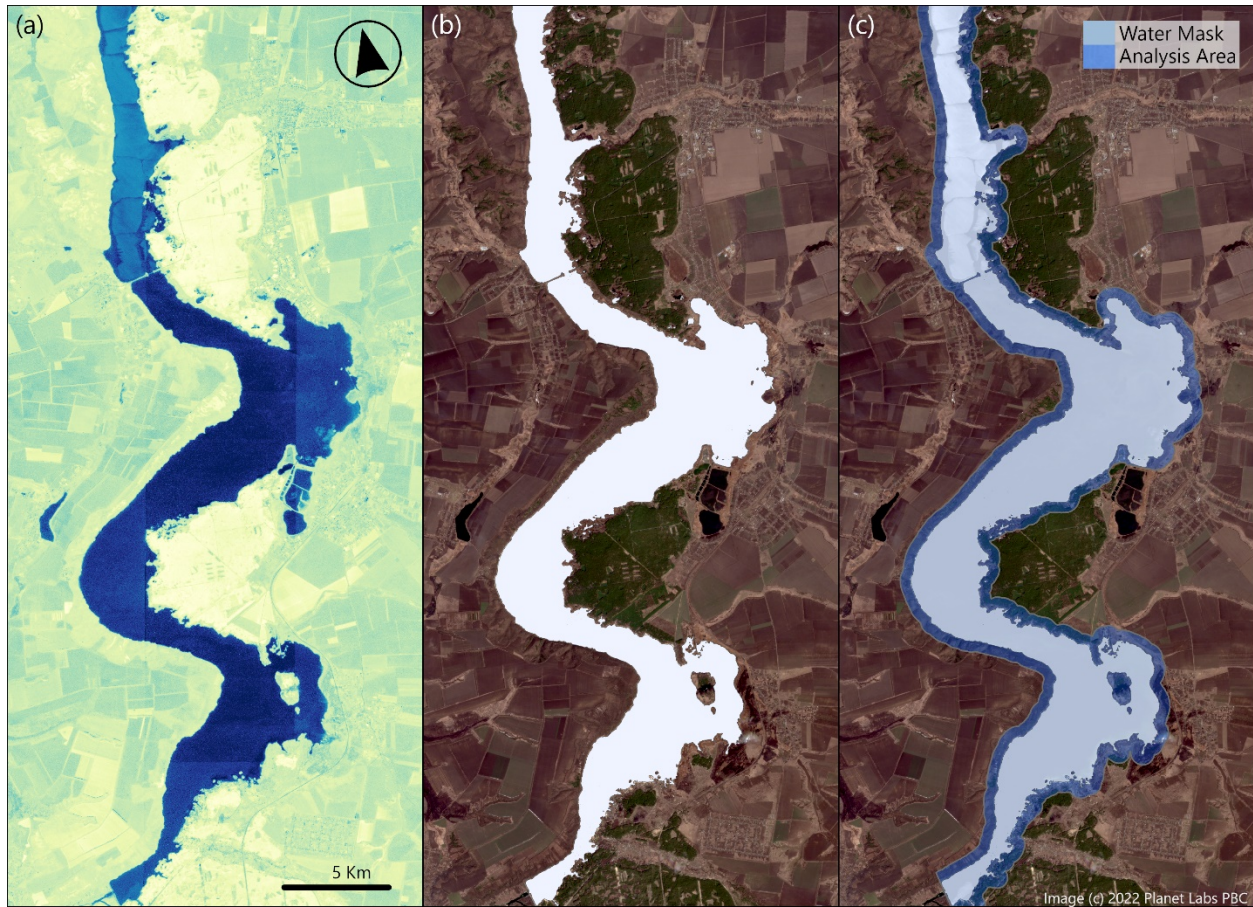 (a)
(b)
(c)
Water Mask
Analysis Area
5 Km
Image (c) 2022 Planet Labs PBC